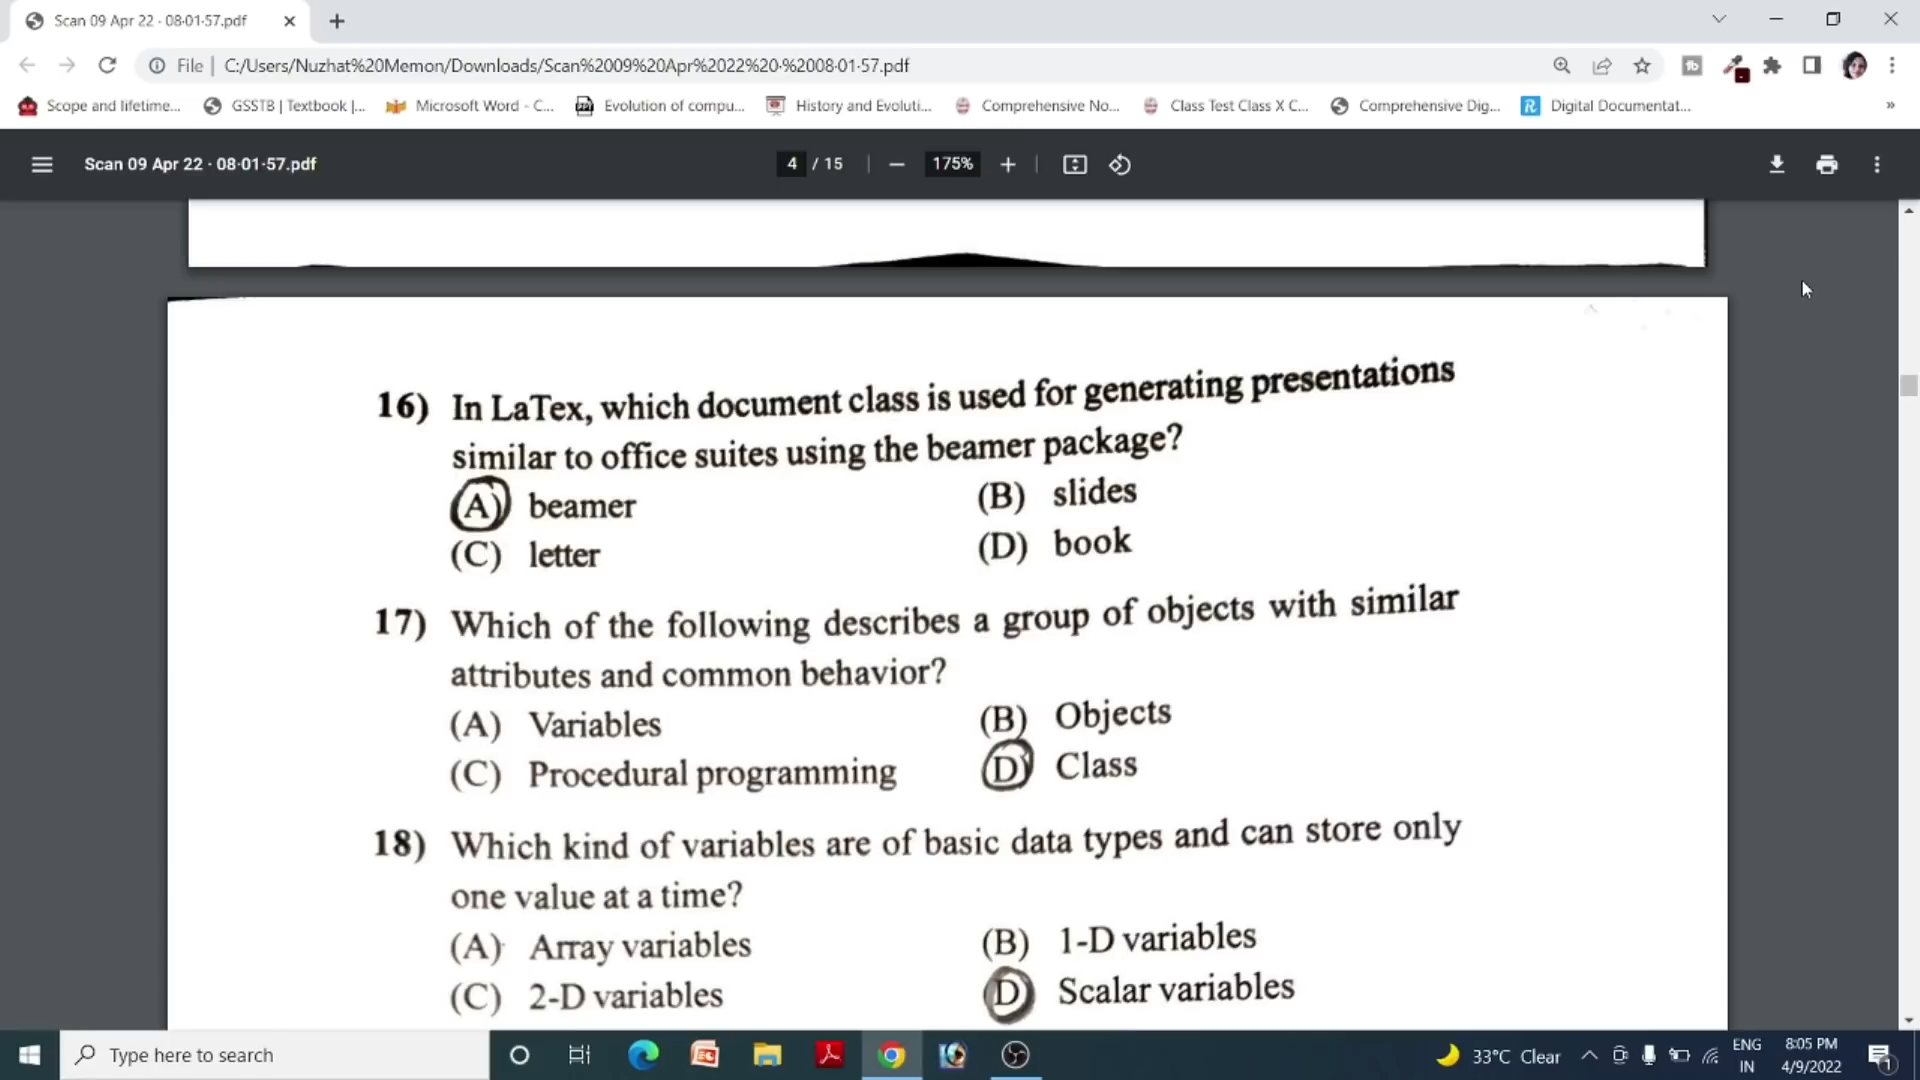 Scan 09 Apr 22 - 08-01-57.pdf
File | C:/Users/Nuzhat%20Memon/Downloads/Scan%2009%20Apr%2022%20·%2008·01·57.pdf
Scope and lifetime... GSSTB | Textbook |... Microsoft Word - C... Evolution of compu... History and Evoluti... Comprehensive No... Class Test Class X C... Comprehensive Dig... Digital Documentat... »
Scan 09 Apr 22 · 08·01·57.pdf 4 / 15 175%
16) In LaTex, which document class is used for generating presentations
similar to office suites using the beamer package?
(A) beamer (B) slides
(C) letter (D) book
17) Which of the following describes a group of objects with similar
attributes and common behavior?
(A) Variables (B) Objects
(C) Procedural programming (D) Class
18) Which kind of variables are of basic data types and can store only
one value at a time?
(A) Array variables (B) 1-D variables
(C) 2-D variables (D) Scalar variables
Type here to search 33°C Clear ENG 8:05 PM
IN 4/9/2022 1